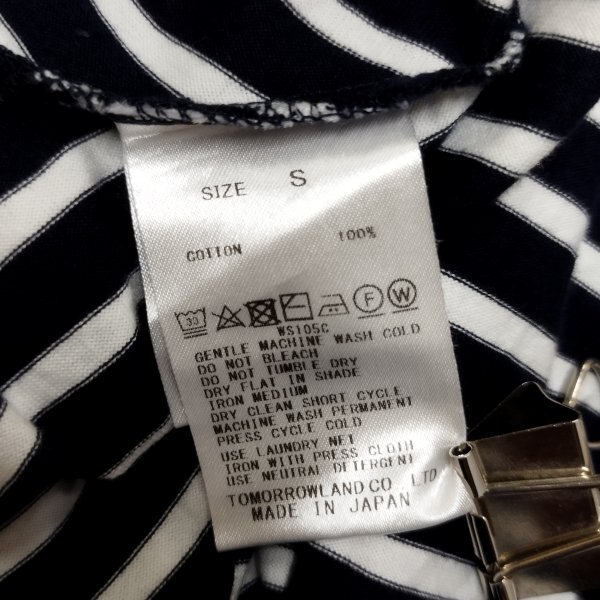 SIZE S
COTTON 100%
30 F W
WS105C
GENTLE MACHINE WASH COLD
DO NOT BLEACH
DO NOT TUMBLE DRY
DRY FLAT IN SHADE
IRON MEDIUM
DRY CLEAN SHORT CYCLE
MACHINE WASH PERMANENT
PRESS CYCLE COLD
USE LAUNDRY NET
IRON WITH PRESS CLOTH
USE NEUTRAL DETERGENT
TOMORROWLAND CO LTD
MADE IN JAPAN